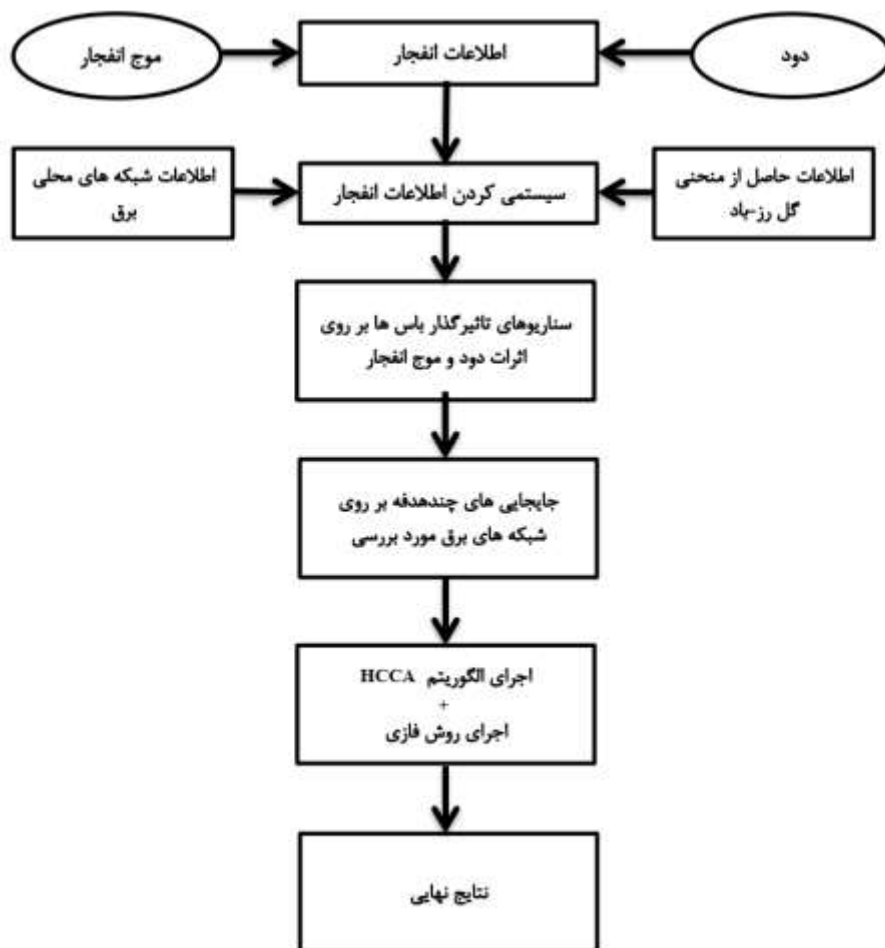 دود
اطلاعات انفجار
موج انفجار
اطلاعات حاصل از منحنی
گل رز-باد
سیستمی کردن اطلاعات انفجار
اطلاعات شبکه های محلی
برق
سناریوهای تاثیرگذار باس ها بر روی
اثرات دود و موج انفجار
جایجایی های چندهدفه بر روی
شبکه های برق مورد بررسی
اجرای الگوریتم HCCA
+
اجرای روش فازی
نتایج نهایی